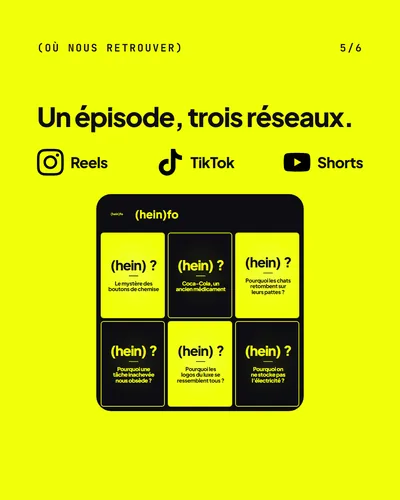 (OÙ NOUS RETROUVER)
5/6
Un épisode, trois réseaux.
Reels
TikTok
Shorts
(hein)fo
(hein)fo
(hein) ?
Le mystère des
boutons de chemise
(hein) ?
Coca-Cola, un
ancien médicament
(hein) ?
Pourquoi les chats
retombent sur
leurs pattes ?
(hein) ?
Pourquoi une
tâche inachevée
nous obsède ?
(hein) ?
Pourquoi les
logos du luxe se
ressemblent tous ?
(hein) ?
Pourquoi on
ne stocke pas
l'électricité ?